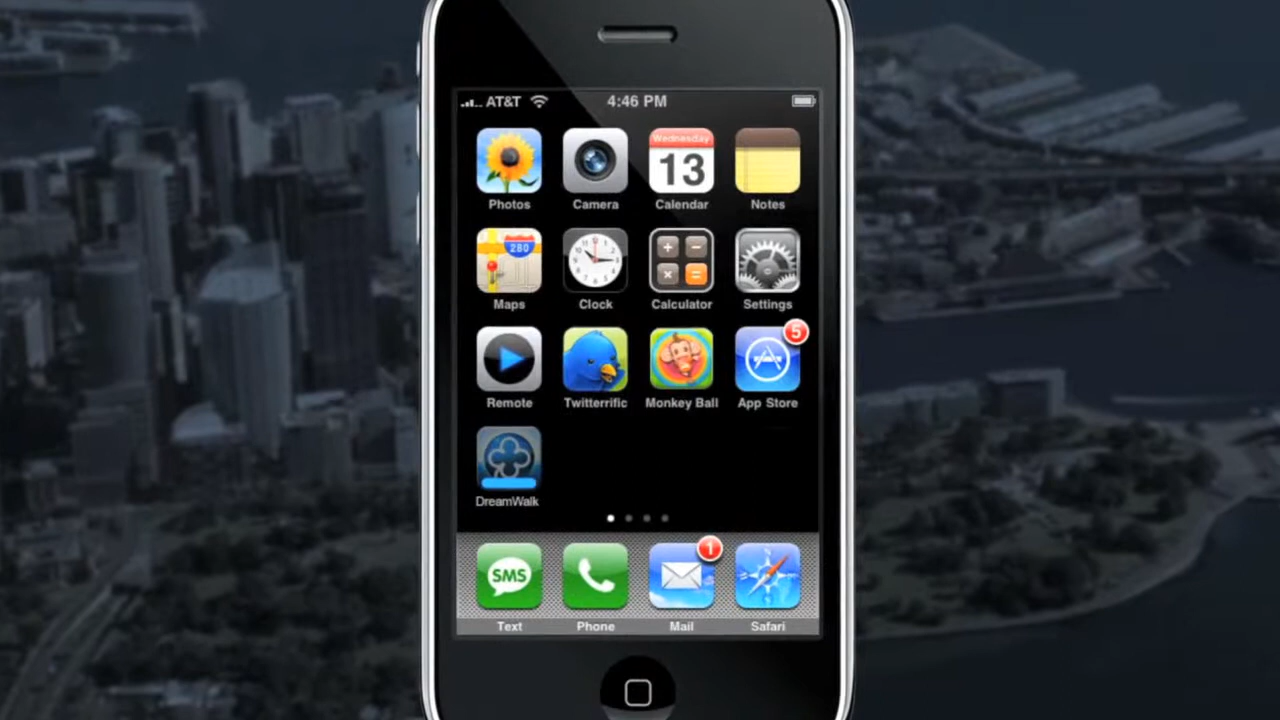 AT&T 4:46 PM
Wednesday
13
Photos Camera Calendar Notes
280
Maps Clock Calculator Settings
5
Remote Twitterrific Monkey Ball App Store
DreamWalk
1
SMS
Text Phone Mail Safari